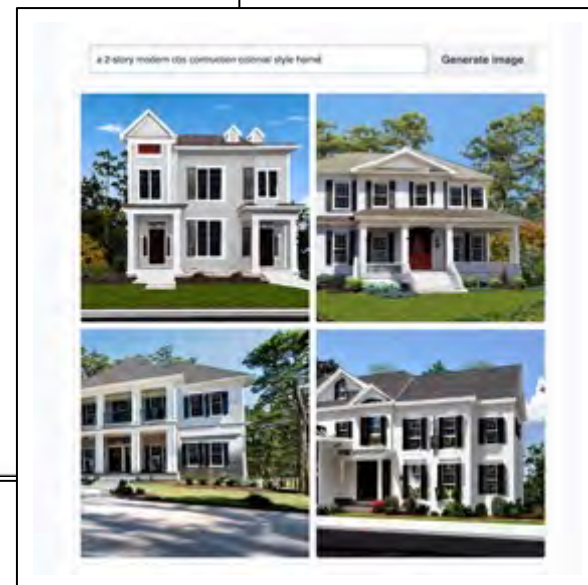 a 2-story modern cbs contruction colonial style home
Generate image